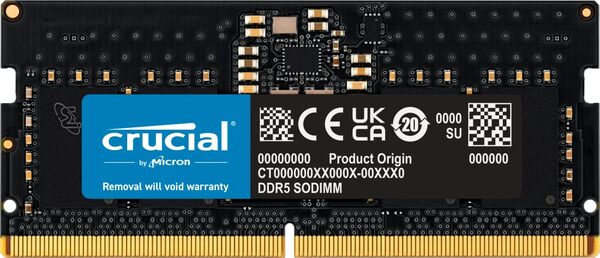 crucial
by Micron
Removal will void warranty
CE UK CA 20
0000
SU
00000000 Product Origin 000000
CT000000XX000X-00XXX0
DDR5 SODIMM